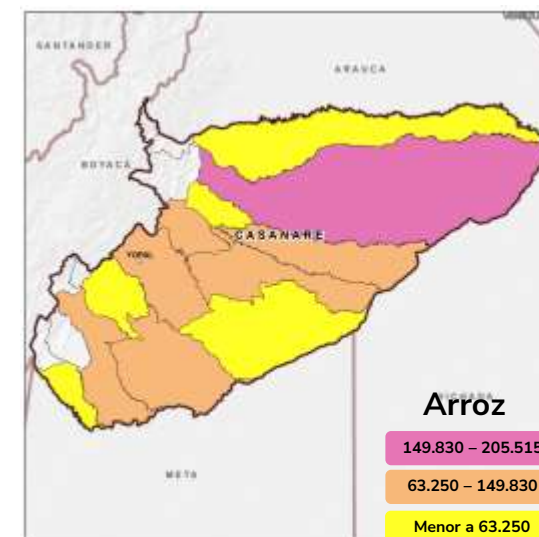 SANTANDER
ARAUCA
BOYACÁ
CASANARE
YOPAL
Arroz
149.830 – 205.515
63.250 – 149.830
META
Menor a 63.250